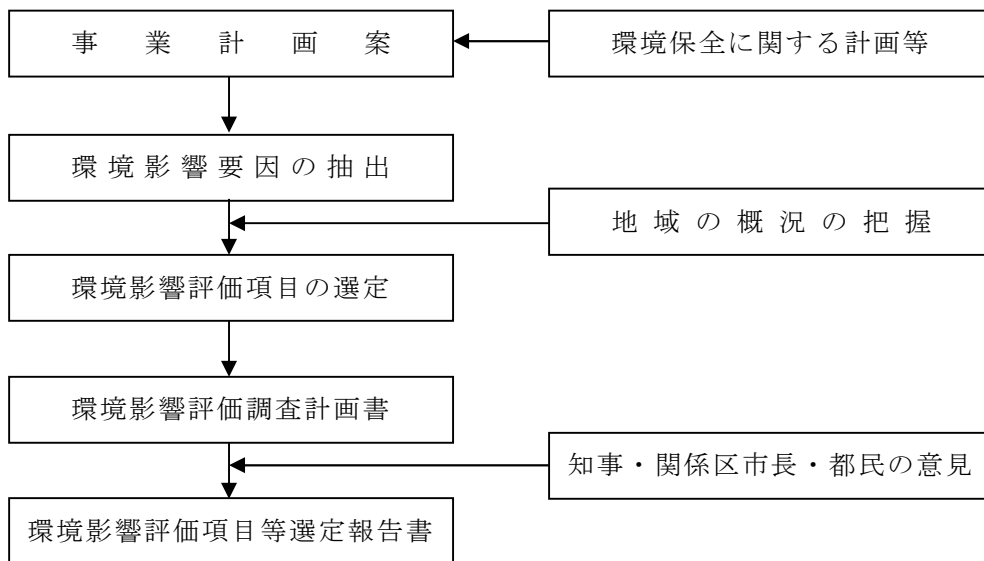 事業計画案
環境保全に関する計画等
環境影響要因の抽出
地域の概況の把握
環境影響評価項目の選定
環境影響評価調査計画書
知事・関係区市長・都民の意見
環境影響評価項目等選定報告書